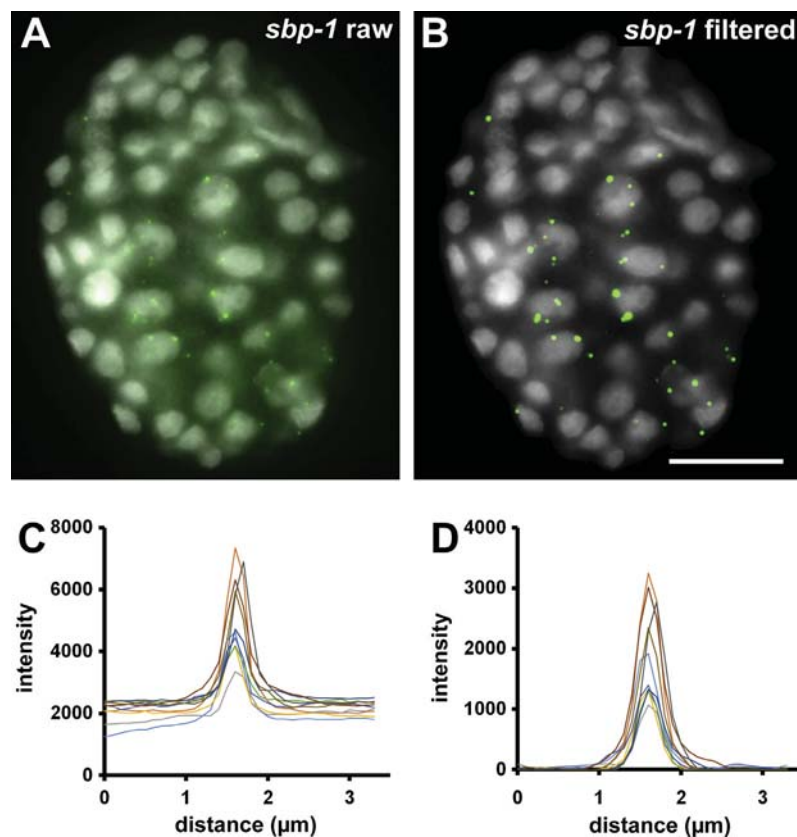 A
sbp-1 raw
B
sbp-1 filtered
C
8000
6000
4000
2000
0
intensity
0 1 2 3
distance (µm)
D
4000
3000
2000
1000
0
intensity
0 1 2 3
distance (µm)